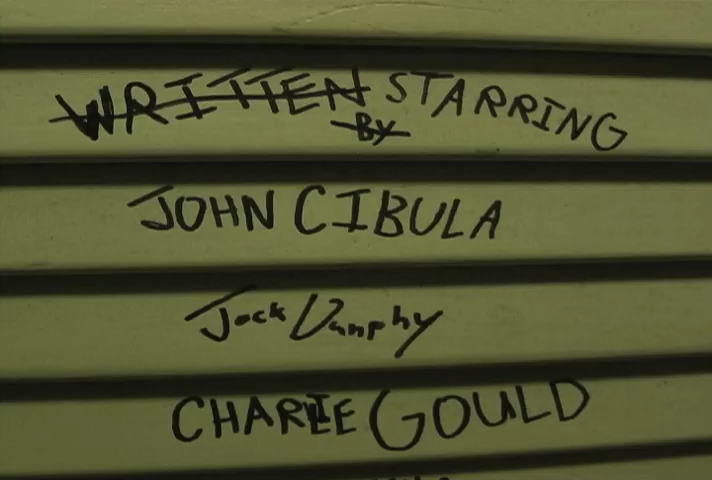 WRITTEN BY STARRING
JOHN CIBULA
Jack Dunphy
CHARLIE GOULD